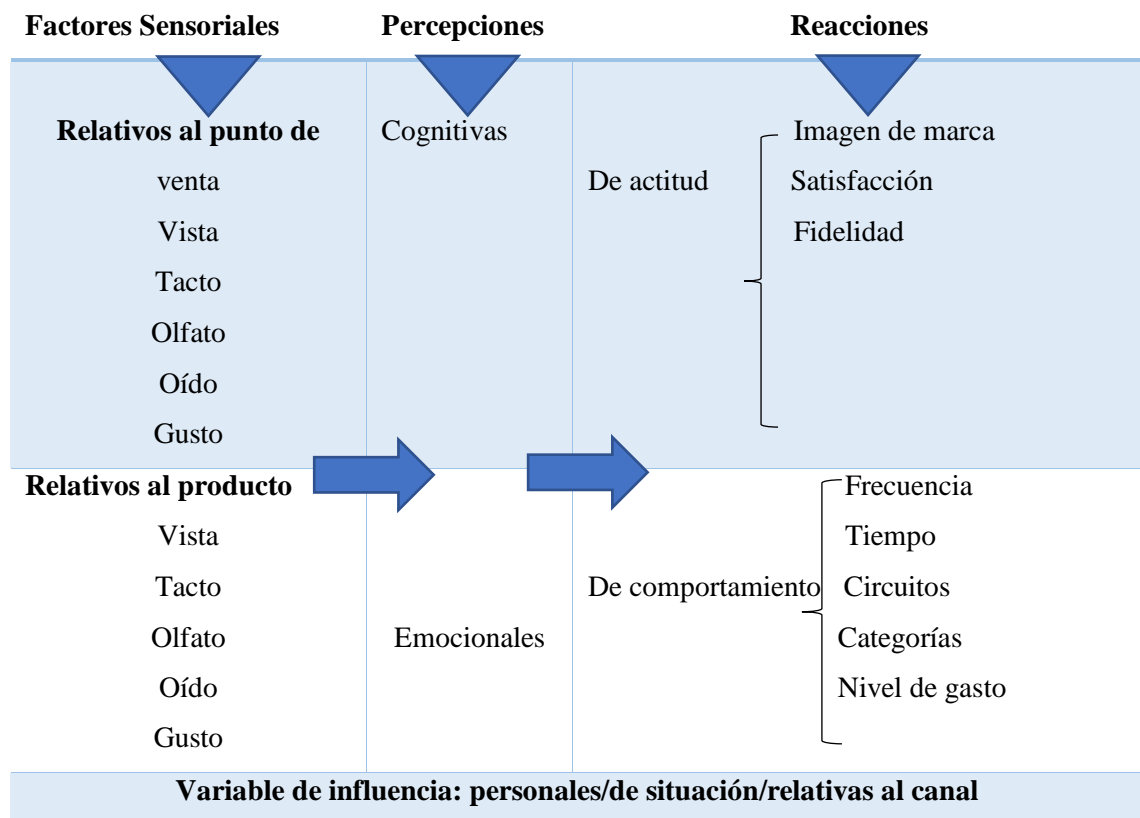 Factores Sensoriales Percepciones Reacciones
Relativos al punto de Cognitivas Imagen de marca
venta De actitud Satisfacción
Vista Fidelidad
Tacto
Olfato
Oído
Gusto
Relativos al producto Frecuencia
Vista Tiempo
Tacto De comportamiento Circuitos
Olfato Emocionales Categorías
Oído Nivel de gasto
Gusto
Variable de influencia: personales/de situación/relativas al canal